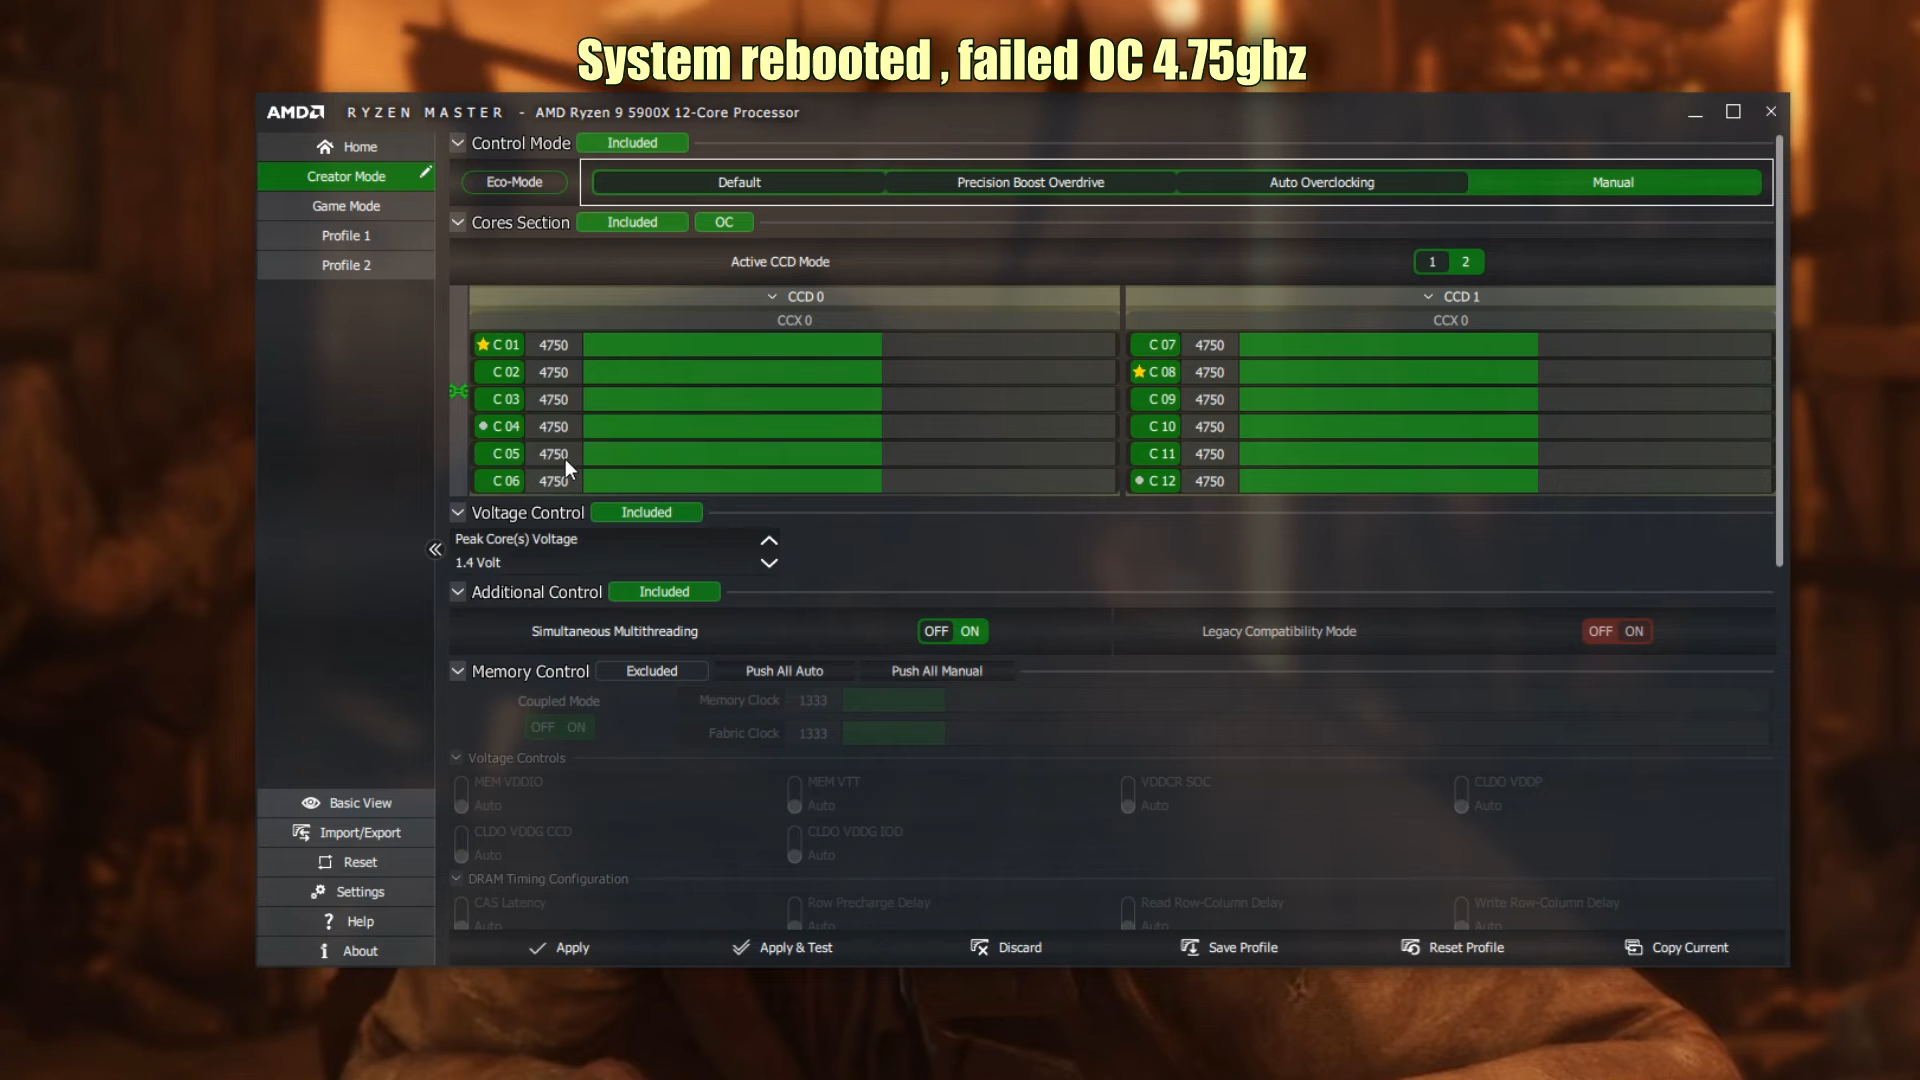 System rebooted , failed OC 4.75ghz
AMD RYZEN MASTER - AMD Ryzen 9 5900X 12-Core Processor
Home
Creator Mode
Game Mode
Profile 1
Profile 2
Control Mode Included
Eco-Mode Default Precision Boost Overdrive Auto Overclocking Manual
Cores Section Included OC
Active CCD Mode 1 2
CCD 0 CCD 1
CCX 0 CCX 0
C 01 4750 C 07 4750
C 02 4750 C 08 4750
C 03 4750 C 09 4750
C 04 4750 C 10 4750
C 05 4750 C 11 4750
C 06 4750 C 12 4750
Voltage Control Included
Peak Core(s) Voltage
1.4 Volt
Additional Control Included
Simultaneous Multithreading OFF ON Legacy Compatibility Mode OFF ON
Memory Control Excluded Push All Auto Push All Manual
Coupled Mode Memory Clock 1333
OFF ON Fabric Clock 1333
Voltage Controls
MEM VDDIO MEM VTT VDDCR SOC CLDO VDDP
Auto Auto Auto Auto
CLDO VDDG CCD CLDO VDDG IOD
Auto Auto
DRAM Timing Configuration
CAS Latency Row Precharge Delay Read Row-Column Delay Write Row-Column Delay
Auto Auto Auto Auto
Basic View
Import/Export
Reset
Settings
Help
About
Apply Apply & Test Discard Save Profile Reset Profile Copy Current